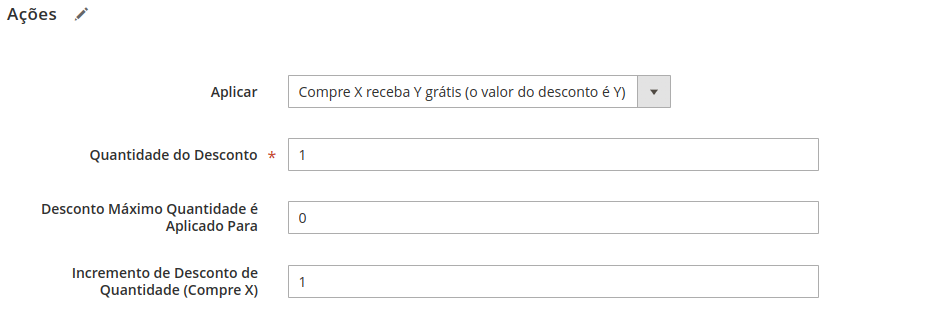 Ações
Aplicar
Compre X receba Y grátis (o valor do desconto é Y)
Quantidade do Desconto *
1
Desconto Máximo Quantidade é
Aplicado Para
0
Incremento de Desconto de
Quantidade (Compre X)
1